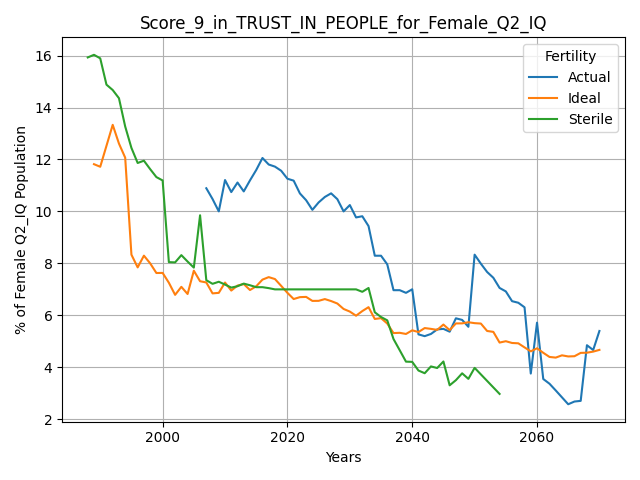 Score_9_in_TRUST_IN_PEOPLE_for_Female_Q2_IQ
Fertility
Actual
Ideal
Sterile
% of Female Q2_IQ Population
16
14
12
10
8
6
4
2
2000 2020 2040 2060
Years